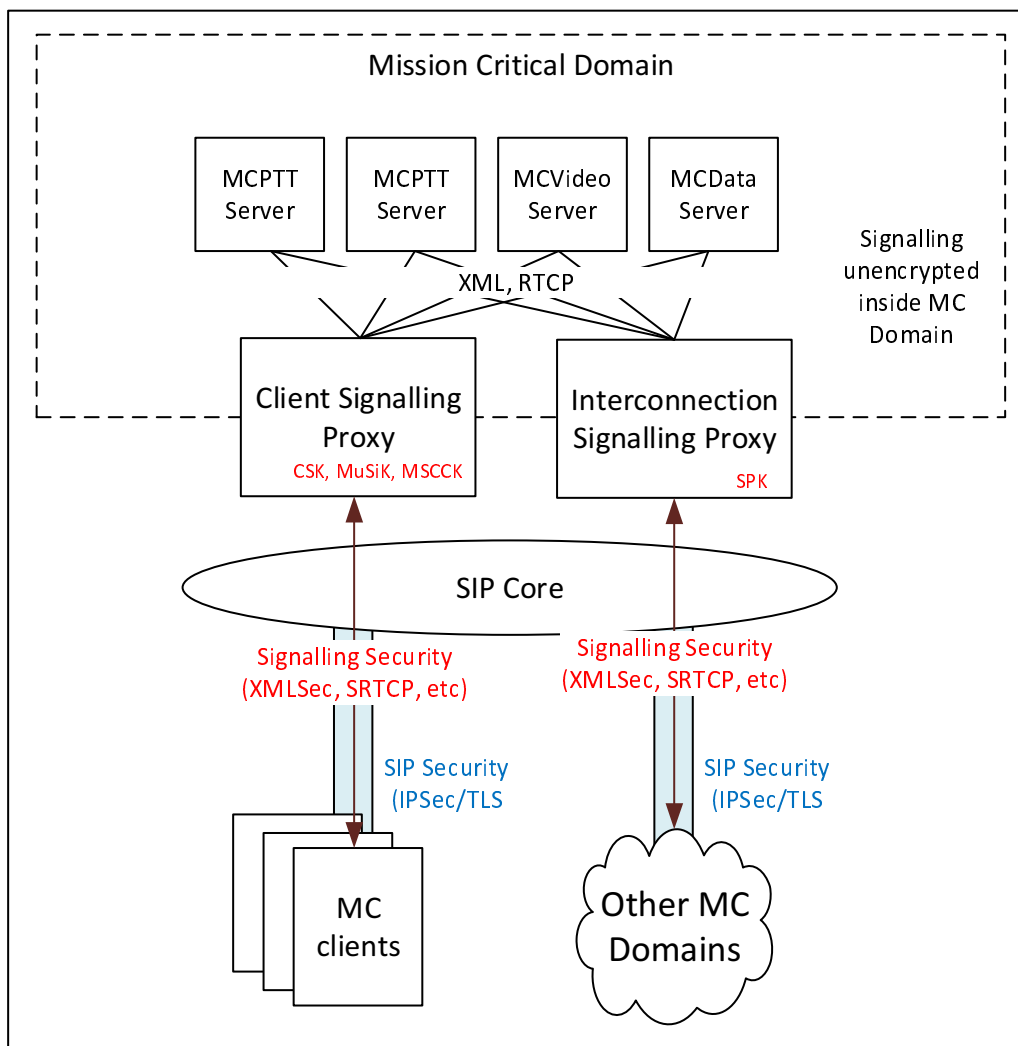 Mission Critical Domain
MCPTT
Server
MCPTT
Server
MCVideo
Server
MCData
Server
Signalling
unencrypted
inside MC
Domain
XML, RTCP
Client Signalling
Proxy
CSK, MuSiK, MSCCK
Interconnection
Signalling Proxy
SPK
SIP Core
Signalling Security
(XMLSec, SRTCP, etc)
Signalling Security
(XMLSec, SRTCP, etc)
SIP Security
(IPSec/TLS
SIP Security
(IPSec/TLS
MC
clients
Other MC
Domains